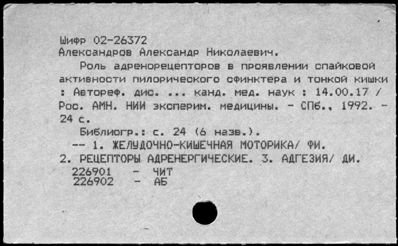 Шифр 02-26372
Александров Александр Николаевич.
Роль адренорецепторов в проявлении спайковой
активности пилорического сфинктера и тонкой кишки
: Автореф. дис. ... канд. мед. наук : 14.00.17 /
Рос. АМН. НИИ эксперим. медицины. - СПб., 1992. -
24 с.
Библиогр.: с. 24 (6 назв.).
-- 1. ЖЕЛУДОЧНО-КИШЕЧНАЯ МОТОРИКА/ ФИ.
2. РЕЦЕПТОРЫ АДРЕНЕРГИЧЕСКИЕ. 3. АДГЕЗИЯ/ ДИ.
226901 - ЧИТ
226902 - АБ